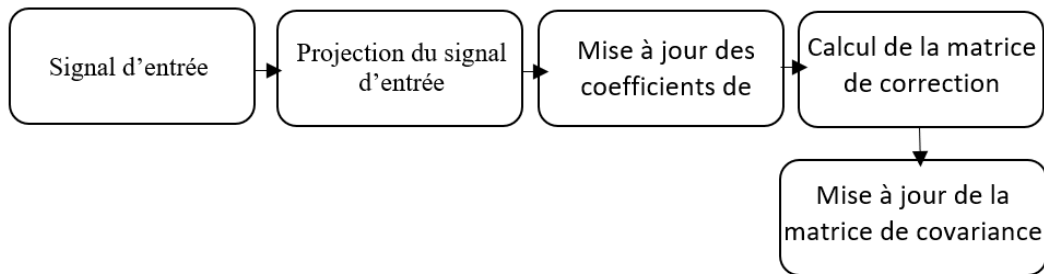 Signal d’entrée
Projection du signal
d’entrée
Mise à jour des
coefficients de
Calcul de la matrice
de correction
Mise à jour de la
matrice de covariance